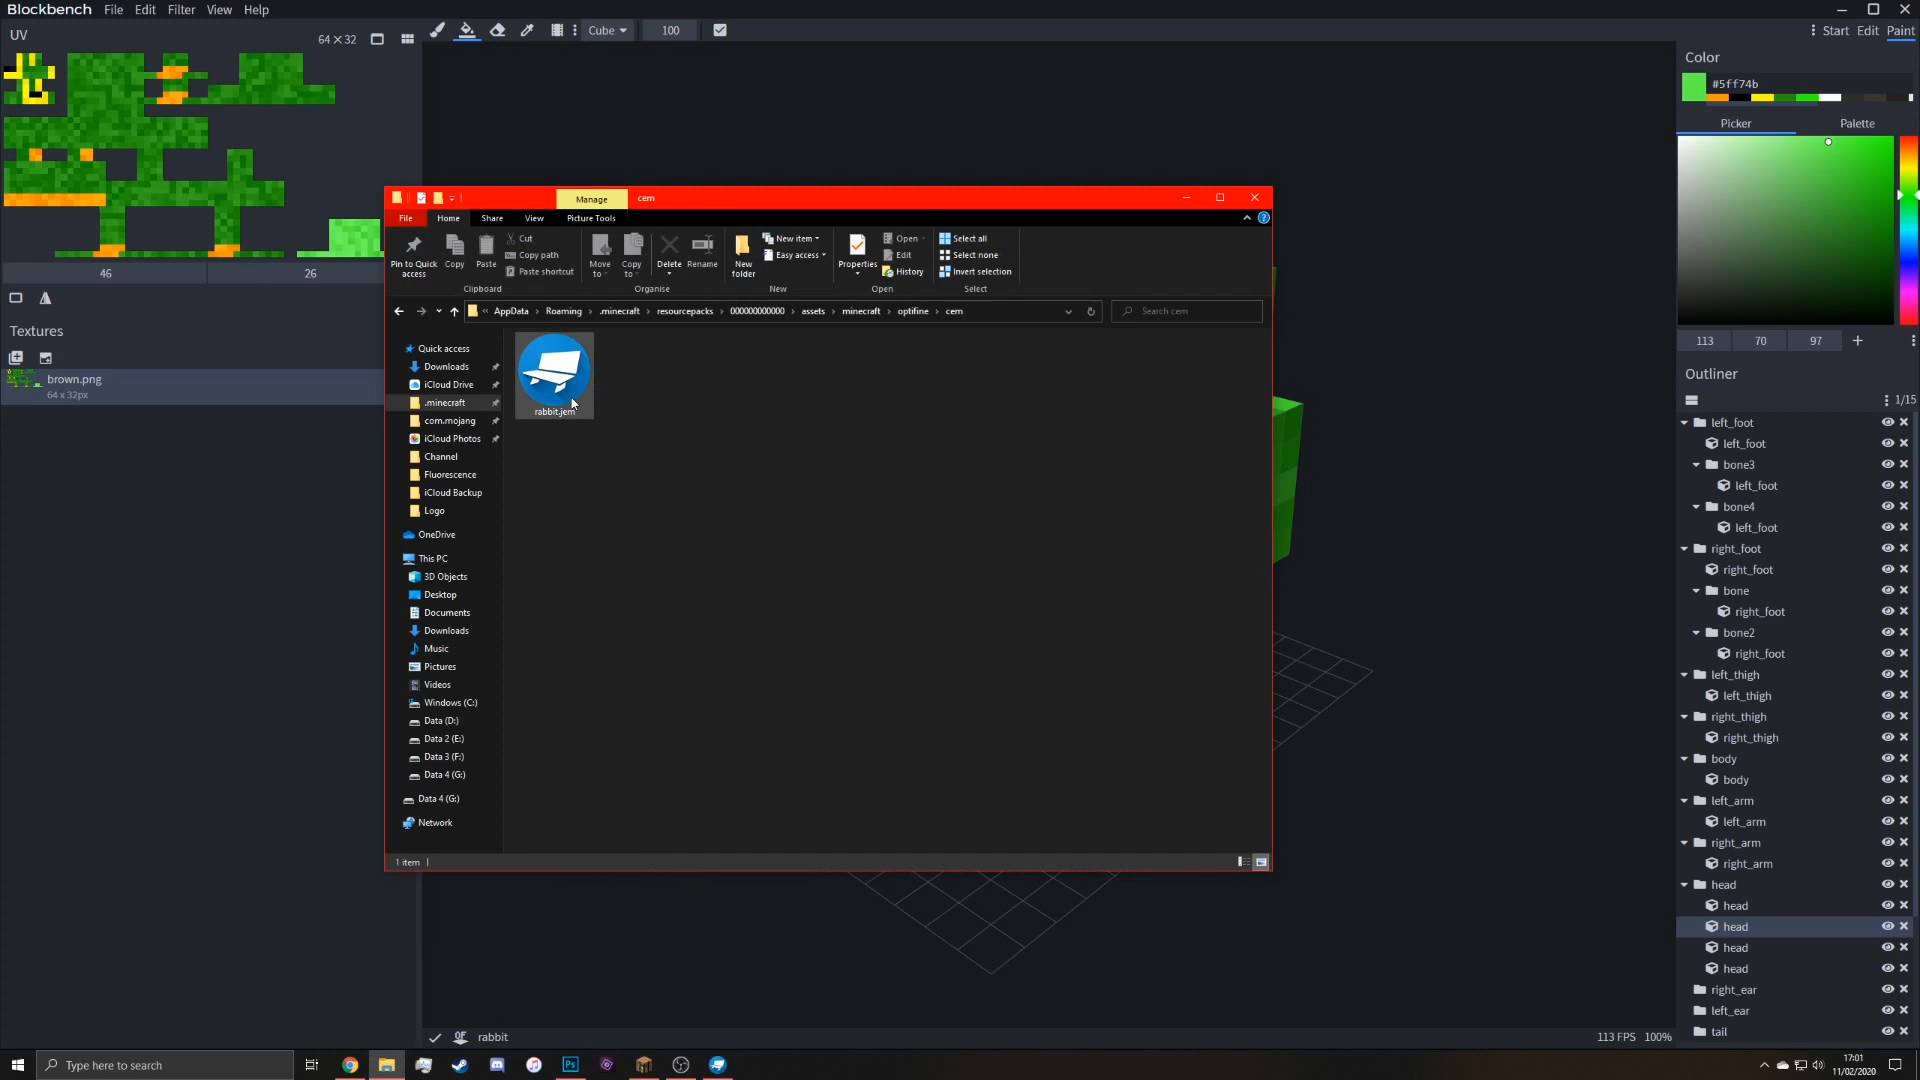 Blockbench File Edit Filter View Help
UV
64 × 32
Cube
100
Start Edit Paint
Color
#5ff74b
Picker Palette
46 26
113 70 97
Textures
brown.png
64 x 32px
Outliner
1/15
left_foot
left_foot
bone3
left_foot
bone4
left_foot
right_foot
right_foot
bone
right_foot
bone2
right_foot
left_thigh
left_thigh
right_thigh
right_thigh
body
body
left_arm
left_arm
right_arm
right_arm
head
head
head
head
head
right_ear
left_ear
tail
Manage cem
File Home Share View Picture Tools
Pin to Quick access
Copy
Paste
Cut
Copy path
Paste shortcut
Clipboard
Move to
Copy to
Delete
Rename
Organise
New folder
New item
Easy access
New
Properties
Open
Edit
History
Open
Select all
Select none
Invert selection
Select
« AppData › Roaming › .minecraft › resourcepacks › 000000000000 › assets › minecraft › optifine › cem
Search cem
Quick access
Downloads
iCloud Drive
.minecraft
com.mojang
iCloud Photos
Channel
Fluorescence
iCloud Backup
Logo
OneDrive
This PC
3D Objects
Desktop
Documents
Downloads
Music
Pictures
Videos
Windows (C:)
Data (D:)
Data 2 (E:)
Data 3 (F:)
Data 4 (G:)
Data 4 (G:)
Network
rabbit.jem
1 item
OF rabbit
113 FPS 100%
Type here to search
Ps
17:01
11/02/2020